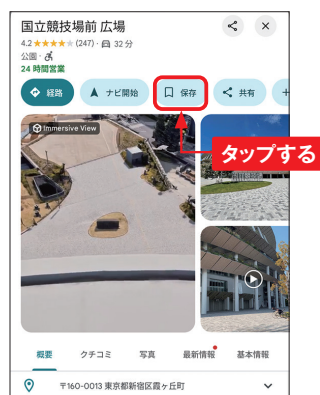 国立競技場前 広場
4.2★★★★☆ (247)・ 32 分
公園・
24 時間営業
経路 ナビ開始 保存 共有
Immersive View
タップする
概要 クチコミ 写真 最新情報 基本情報
〒160-0013 東京都新宿区霞ヶ丘町